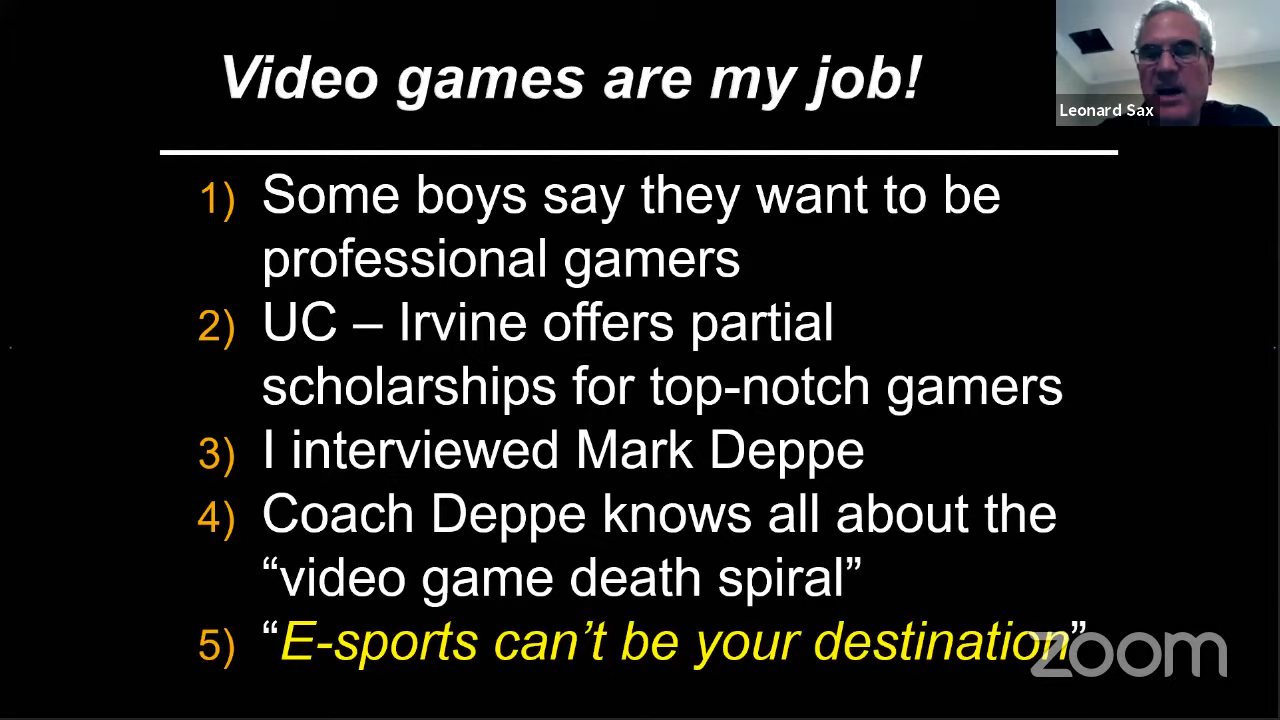 Video games are my job!
Leonard Sax
1) Some boys say they want to be
professional gamers
2) UC – Irvine offers partial
scholarships for top-notch gamers
3) I interviewed Mark Deppe
4) Coach Deppe knows all about the
“video game death spiral”
5) “E-sports can’t be your destination”
zoom